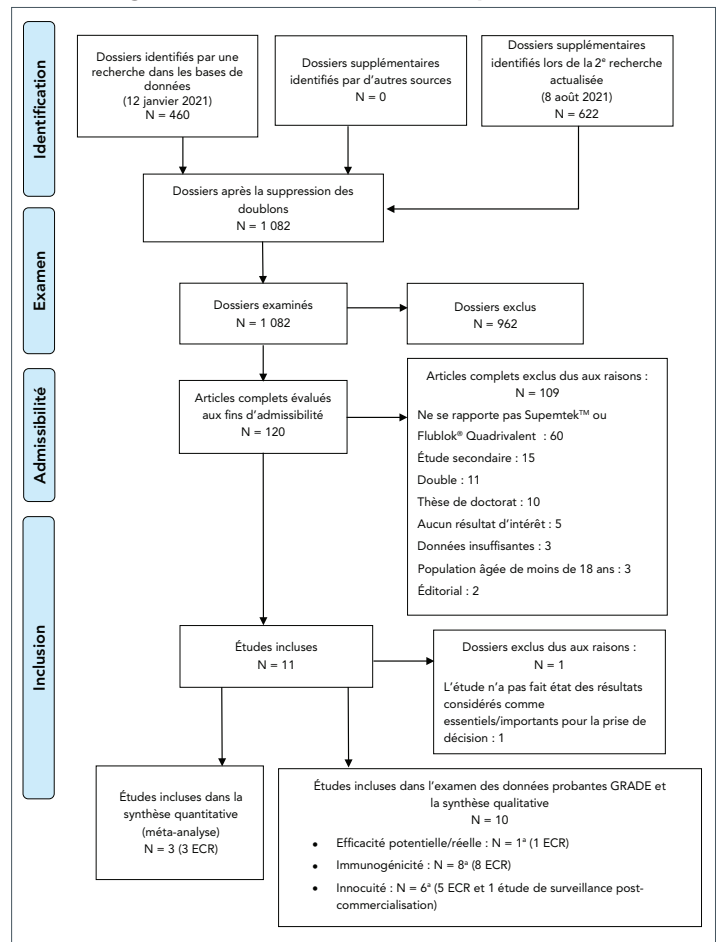 Identification
Dossiers identifiés par une
recherche dans les bases de
données
(12 janvier 2021)
N = 460
Dossiers supplémentaires
identifiés par d'autres sources
N = 0
Dossiers supplémentaires
identifiés lors de la 2e recherche
actualisée
(8 août 2021)
N = 622
Dossiers après la suppression des
doublons
N = 1 082
Examen
Dossiers examinés
N = 1 082
Dossiers exclus
N = 962
Admissibilité
Articles complets évalués
aux fins d'admissibilité
N = 120
Articles complets exclus dus aux raisons :
N = 109
Ne se rapporte pas Supemtek™ ou
Flublok® Quadrivalent : 60
Étude secondaire : 15
Double : 11
Thèse de doctorat : 10
Aucun résultat d'intérêt : 5
Données insuffisantes : 3
Population âgée de moins de 18 ans : 3
Éditorial : 2
Inclusion
Études incluses
N = 11
Dossiers exclus dus aux raisons :
N = 1
L'étude n'a pas fait état des résultats
considérés comme
essentiels/importants pour la prise de
décision : 1
Études incluses dans la
synthèse quantitative
(méta-analyse)
N = 3 (3 ECR)
Études incluses dans l'examen des données probantes GRADE et
la synthèse qualitative
N = 10
• Efficacité potentielle/réelle : N = 1a (1 ECR)
• Immunogénicité : N = 8a (8 ECR)
• Innocuité : N = 6a (5 ECR et 1 étude de surveillance post-
commercialisation)